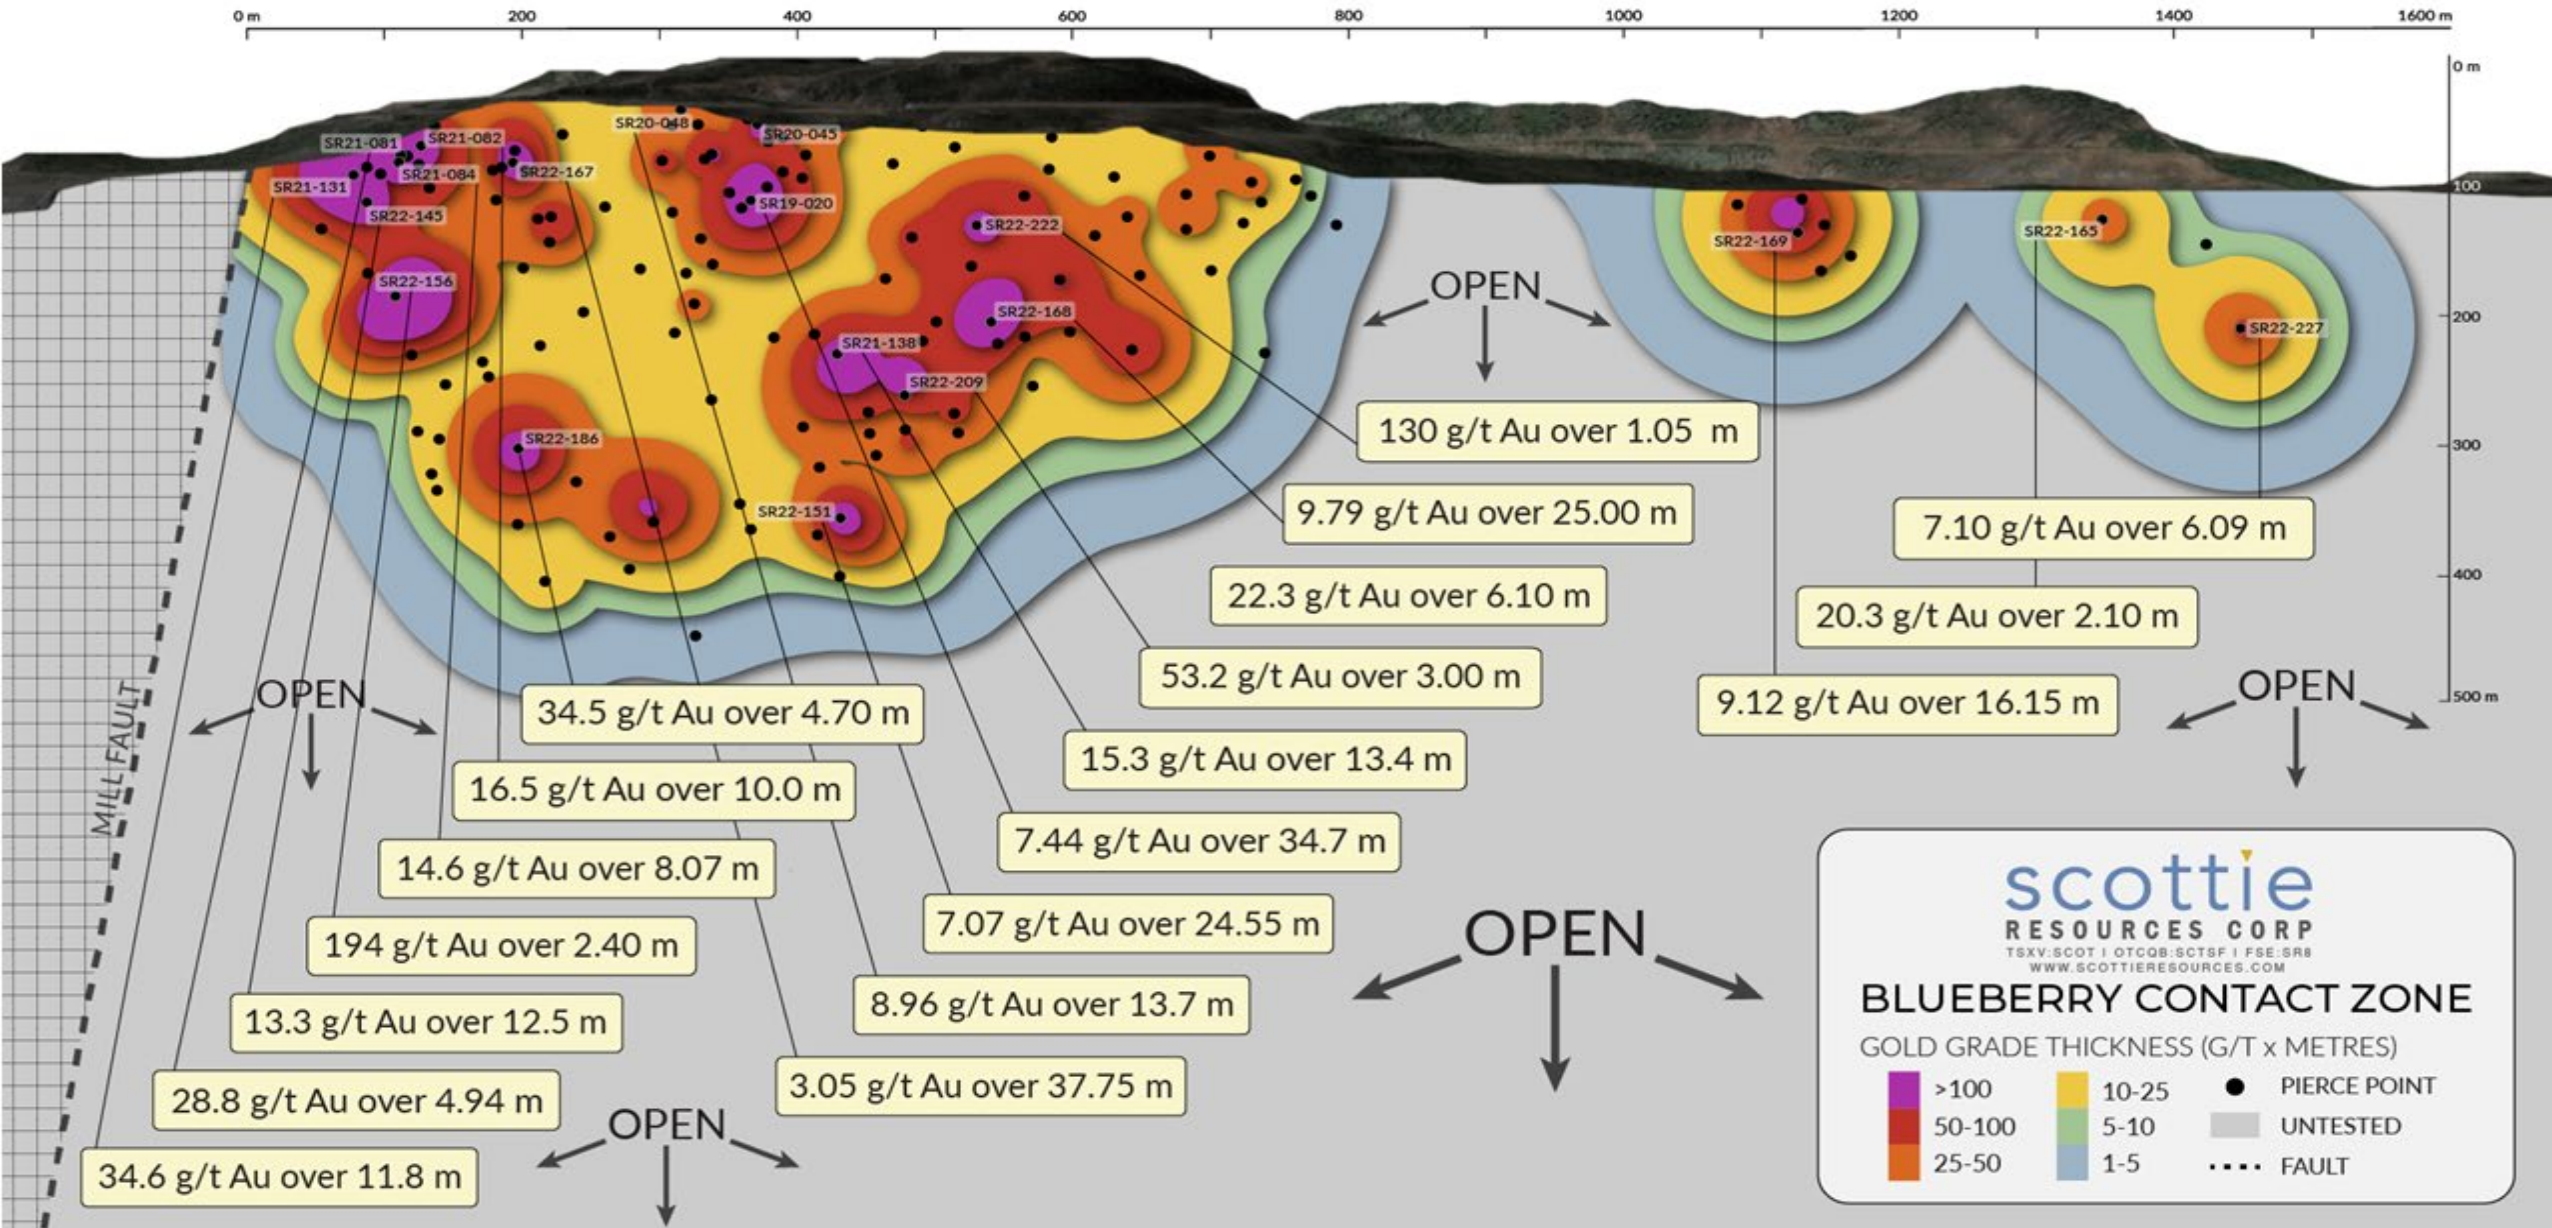 0 m
200
400
600
800
1000
1200
1400
1600 m
0 m
100
200
300
400
500 m
SR21-081
SR21-082
SR21-084
SR22-167
SR21-131
SR22-145
SR22-156
SR20-048
SR20-045
SR19-020
SR22-222
SR22-168
SR21-138
SR22-209
SR22-186
SR22-151
SR22-169
SR22-165
SR22-227
OPEN
130 g/t Au over 1.05 m
9.79 g/t Au over 25.00 m
22.3 g/t Au over 6.10 m
53.2 g/t Au over 3.00 m
15.3 g/t Au over 13.4 m
7.44 g/t Au over 34.7 m
7.07 g/t Au over 24.55 m
8.96 g/t Au over 13.7 m
3.05 g/t Au over 37.75 m
7.10 g/t Au over 6.09 m
20.3 g/t Au over 2.10 m
9.12 g/t Au over 16.15 m
OPEN
MILL FAULT
OPEN
34.5 g/t Au over 4.70 m
16.5 g/t Au over 10.0 m
14.6 g/t Au over 8.07 m
194 g/t Au over 2.40 m
13.3 g/t Au over 12.5 m
28.8 g/t Au over 4.94 m
34.6 g/t Au over 11.8 m
OPEN
OPEN
scottie
RESOURCES CORP
TSXV:SCOT | OTCQB:SCTSF | FSE:SR8
WWW.SCOTTIERESOURCES.COM
BLUEBERRY CONTACT ZONE
GOLD GRADE THICKNESS (G/T x METRES)
>100
50-100
25-50
10-25
5-10
1-5
PIERCE POINT
UNTESTED
FAULT